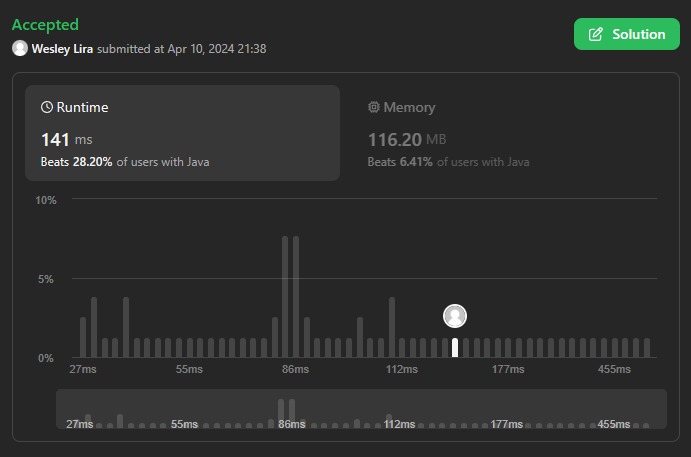 Accepted
Wesley Lira submitted at Apr 10, 2024 21:38
Solution
Runtime
141 ms
Beats 28.20% of users with Java
Memory
116.20 MB
Beats 6.41% of users with Java
10%
5%
0%
27ms 55ms 86ms 112ms 177ms 455ms
27ms 55ms 86ms 112ms 177ms 455ms